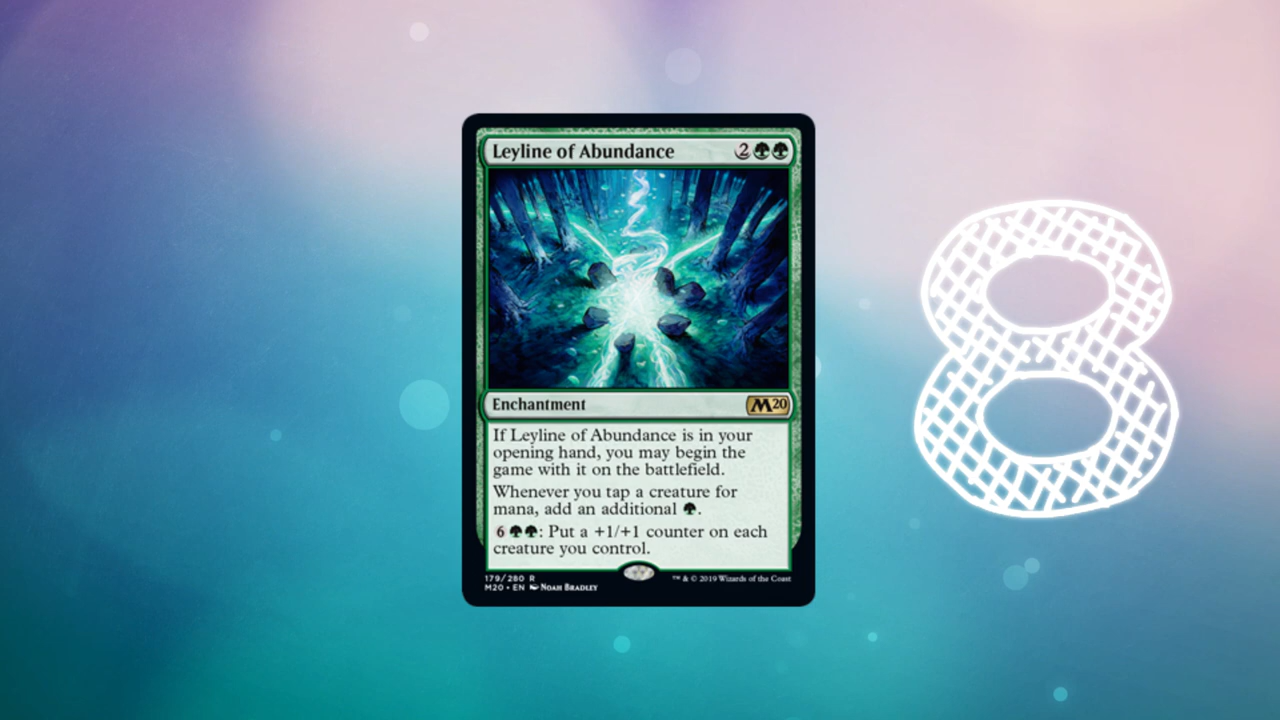 Leyline of Abundance 2
Enchantment M20
If Leyline of Abundance is in your
opening hand, you may begin the
game with it on the battlefield.
Whenever you tap a creature for
mana, add an additional .
6 : Put a +1/+1 counter on each
creature you control.
179/280 R
M20 • EN Noah Bradley
™ & © 2019 Wizards of the Coast
8